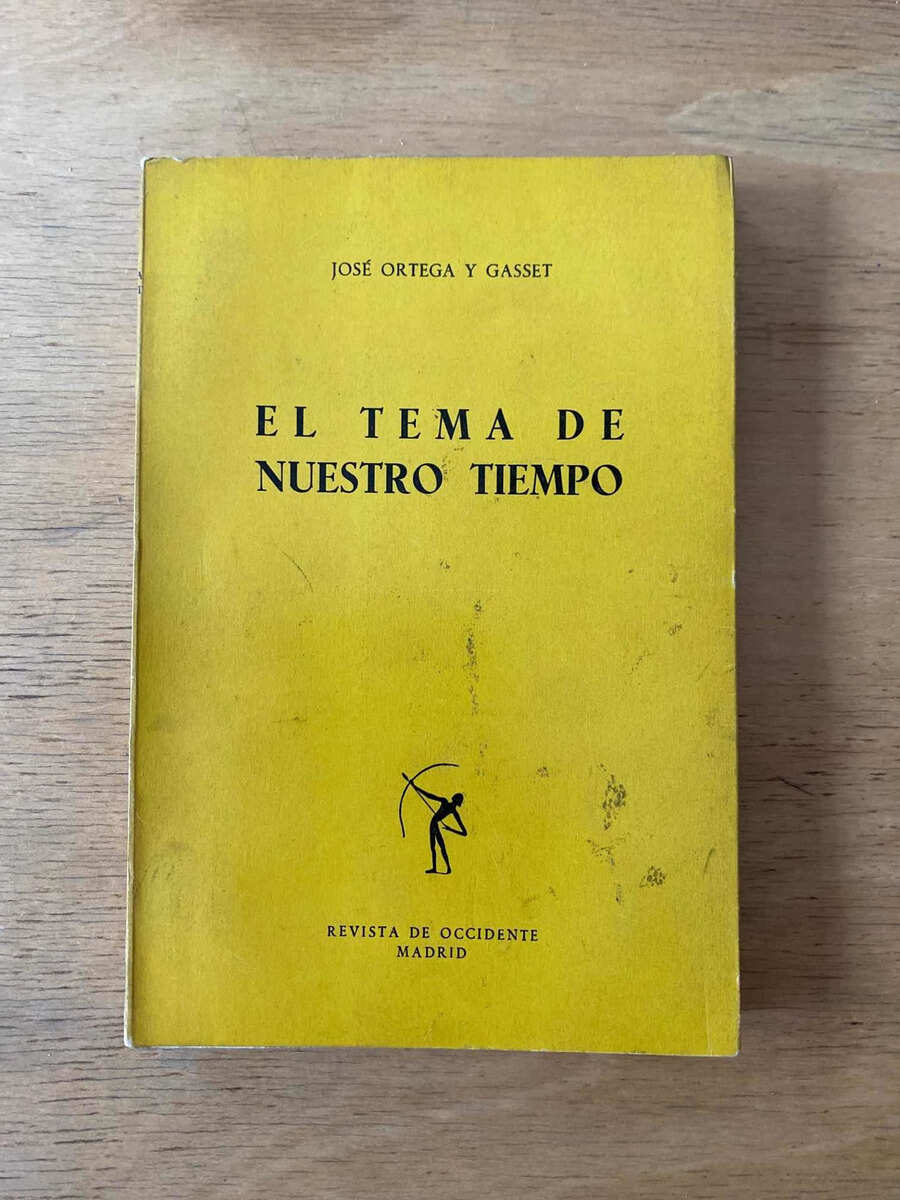 JOSÉ ORTEGA Y GASSET
EL TEMA DE
NUESTRO TIEMPO
REVISTA DE OCCIDENTE
MADRID